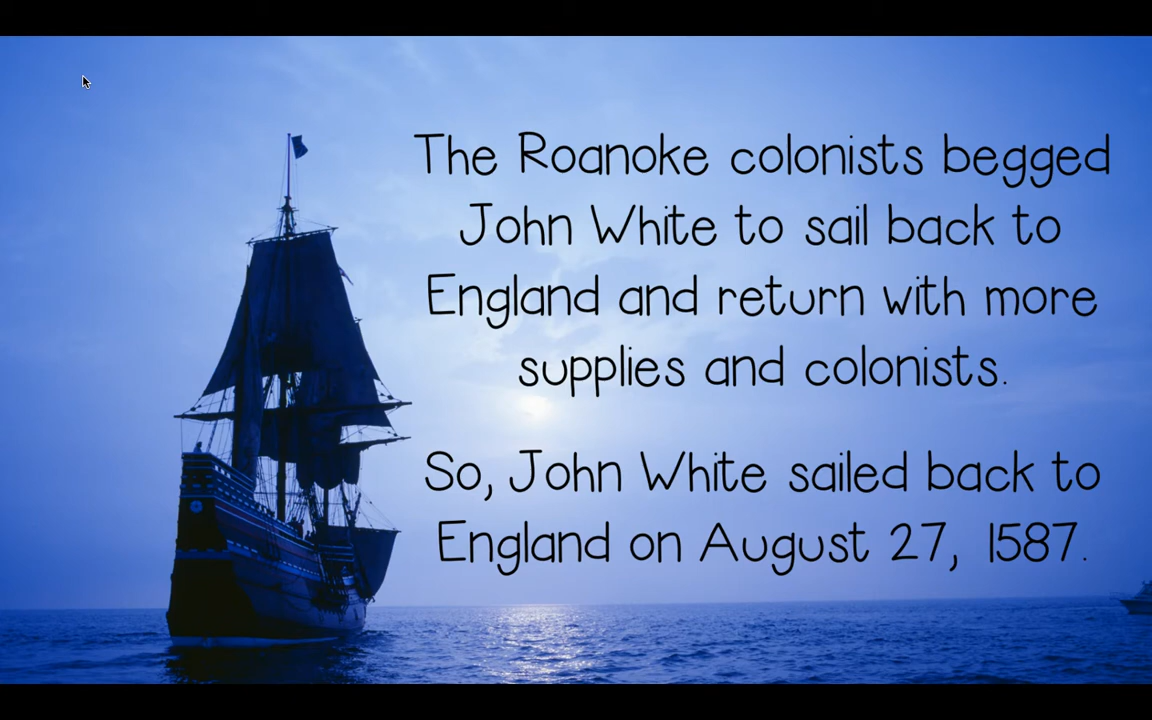 The Roanoke colonists begged
John White to sail back to
England and return with more
supplies and colonists.
So, John White sailed back to
England on August 27, 1587.